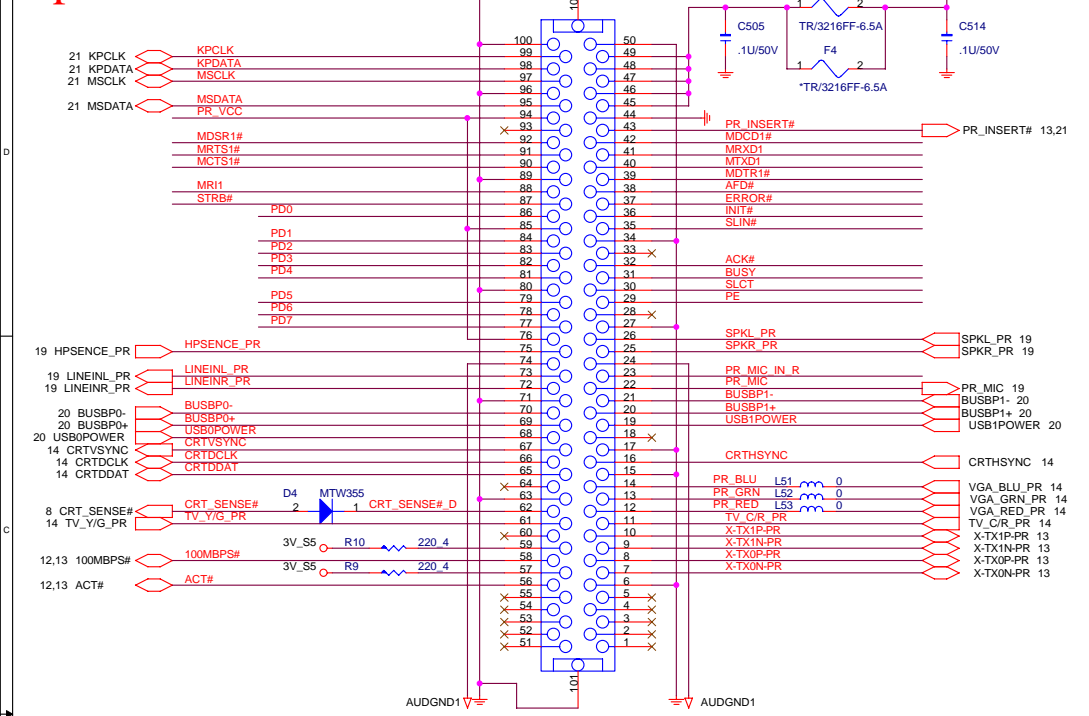 10
1 2
TR/3216FF-6.5A
C505
.1U/50V
C514
.1U/50V
F4
1 2
*TR/3216FF-6.5A
21 KPCLK KPCLK
21 KPDATA KPDATA
21 MSCLK MSCLK
21 MSDATA MSDATA
PR_VCC
MDSR1#
MRTS1#
MCTS1#
MRI1
STRB#
PD0
PD1
PD2
PD3
PD4
PD5
PD6
PD7
19 HPSENCE_PR HPSENCE_PR
19 LINEINL_PR LINEINL_PR
19 LINEINR_PR LINEINR_PR
20 BUSBP0- BUSBP0-
20 BUSBP0+ BUSBP0+
20 USB0POWER USB0POWER
14 CRTVSYNC CRTVSYNC
14 CRTDCLK CRTDCLK
14 CRTDDAT CRTDDAT
D4 MTW355
8 CRT_SENSE# CRT_SENSE# 2 1 CRT_SENSE#_D
14 TV_Y/G_PR TV_Y/G_PR
3V_S5 R10 220_4
12,13 100MBPS# 100MBPS#
3V_S5 R9 220_4
12,13 ACT# ACT#
100 50
99 49
98 48
97 47
96 46
95 45
94 44
93 43
92 42
91 41
90 40
89 39
88 38
87 37
86 36
85 35
84 34
83 33
82 32
81 31
80 30
79 29
78 28
77 27
76 26
75 25
74 24
73 23
72 22
71 21
70 20
69 19
68 18
67 17
66 16
65 15
64 14
63 13
62 12
61 11
60 10
59 9
58 8
57 7
56 6
55 5
54 4
53 3
52 2
51 1
101
PR_INSERT# PR_INSERT# 13,21
MDCD1#
MRXD1
MTXD1
MDTR1#
AFD#
ERROR#
INIT#
SLIN#
ACK#
BUSY
SLCT
PE
SPKL_PR SPKL_PR 19
SPKR_PR SPKR_PR 19
PR_MIC_IN_R
PR_MIC PR_MIC 19
BUSBP1- BUSBP1- 20
BUSBP1+ BUSBP1+ 20
USB1POWER USB1POWER 20
CRTHSYNC CRTHSYNC 14
PR_BLU L51 0 VGA_BLU_PR 14
PR_GRN L52 0 VGA_GRN_PR 14
PR_RED L53 0 VGA_RED_PR 14
TV_C/R_PR TV_C/R_PR 14
X-TX1P-PR X-TX1P-PR 13
X-TX1N-PR X-TX1N-PR 13
X-TX0P-PR X-TX0P-PR 13
X-TX0N-PR X-TX0N-PR 13
AUDGND1 AUDGND1
D
C